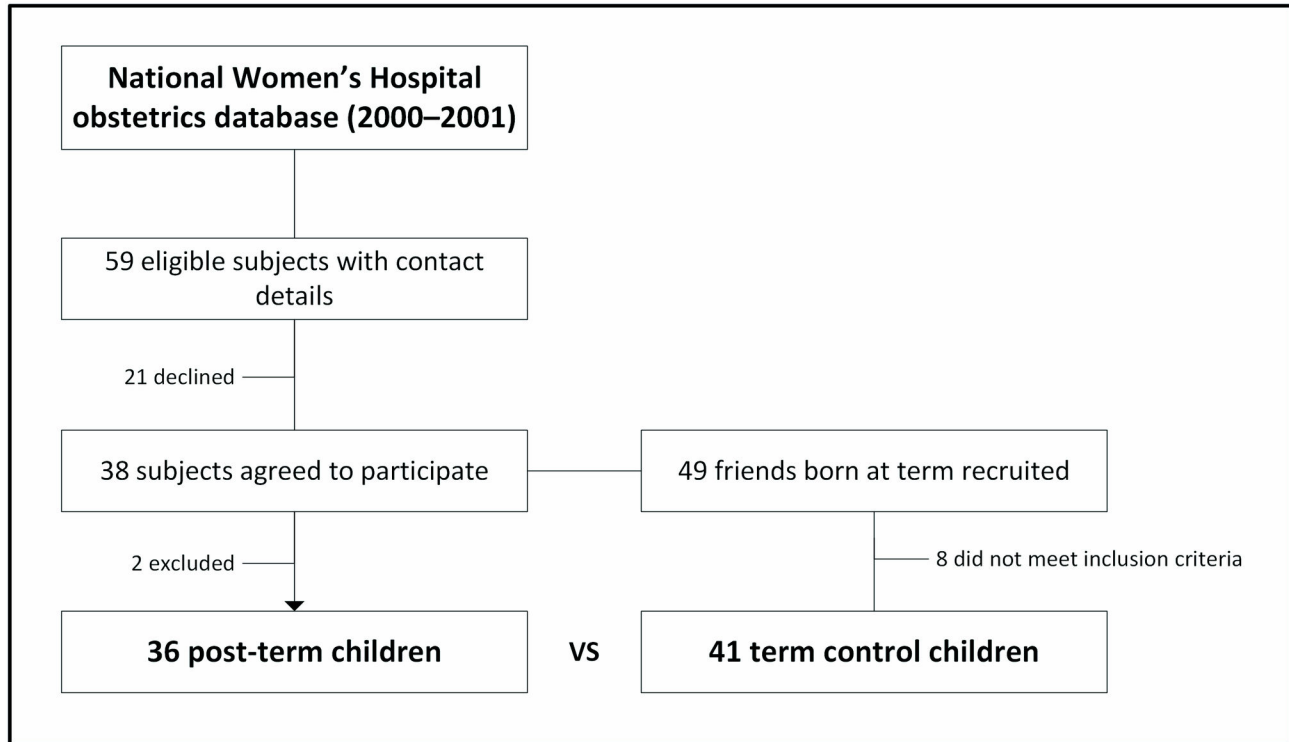 National Women’s Hospital
obstetrics database (2000–2001)
59 eligible subjects with contact
details
21 declined
38 subjects agreed to participate
49 friends born at term recruited
2 excluded
8 did not meet inclusion criteria
36 post-term children
VS
41 term control children